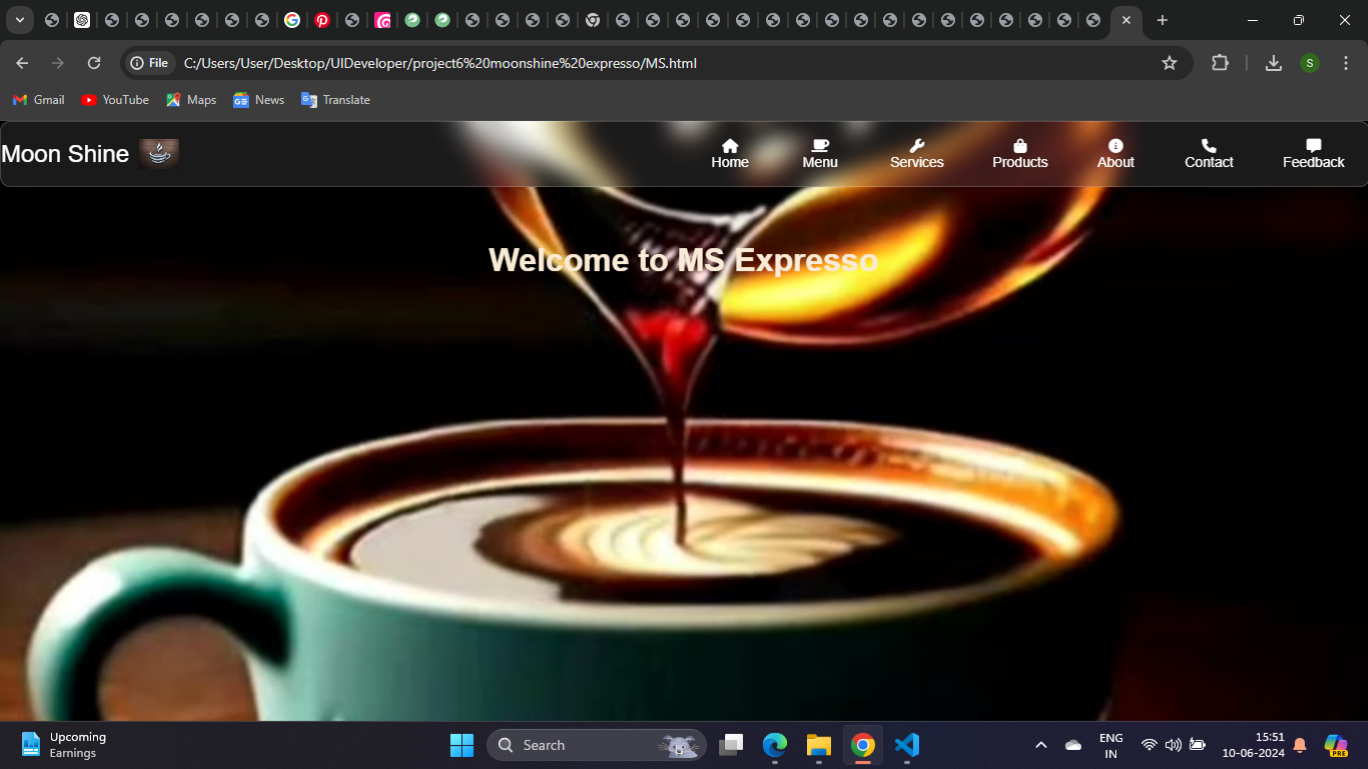 File C:/Users/User/Desktop/UIDeveloper/project6%20moonshine%20expresso/MS.html
S
Gmail YouTube Maps News Translate
Moon Shine Home Menu Services Products About Contact Feedback
Welcome to MS Expresso
Upcoming
Earnings
Search
ENG
IN
15:51
10-06-2024
PRE